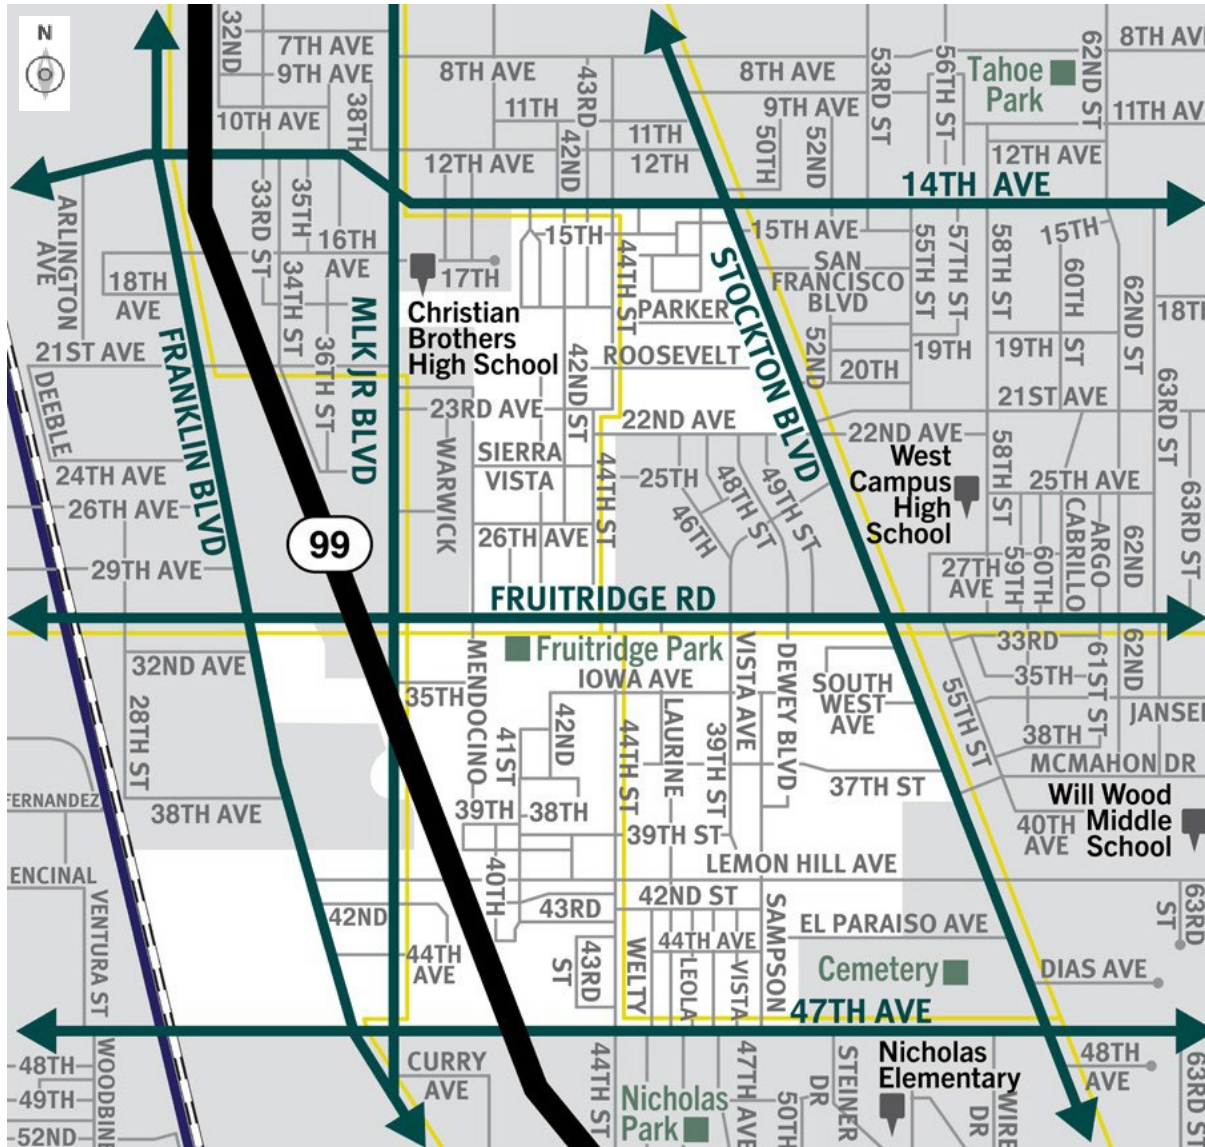 N
32ND
7TH AVE
9TH AVE
10TH AVE
38TH
8TH AVE
11TH
12TH AVE
43RD
42ND
11TH
12TH
8TH AVE
9TH AVE
50TH
52ND
53RD ST
56TH ST
Tahoe
Park
62ND ST
8TH AVE
11TH AVE
12TH AVE
14TH AVE
ARLINGTON
AVE
18TH
AVE
21ST AVE
DEEBLE
24TH AVE
26TH AVE
29TH AVE
FRANKLIN BLVD
33RD ST
35TH
34TH ST
36TH ST
16TH
AVE
MLK JR BLVD
17TH
Christian
Brothers
High School
15TH
44TH ST
PARKER
ROOSEVELT
42ND ST
23RD AVE
WARWICK
SIERRA
VISTA
26TH AVE
44TH ST
22ND AVE
25TH
46TH
48TH ST
49TH ST
STOCKTON BLVD
15TH AVE
SAN
FRANCISCO
BLVD
52ND
20TH
19TH
55TH ST
57TH ST
58TH ST
15TH
60TH
ST
19TH
62ND ST
18TH
21ST AVE
63RD ST
22ND AVE
West
Campus
High
School
58TH ST
25TH AVE
CABRILLO
ARGO
62ND
63RD ST
27TH
AVE
59TH
60TH
99
FRUITRIDGE RD
32ND AVE
28TH ST
38TH AVE
FERNANDEZ
ENCINAL
VENTURA ST
35TH
MENDOCINO
Fruitridge Park
IOWA AVE
42ND
41ST
39TH
38TH
40TH
44TH ST
LAURINE
39TH ST
VISTA AVE
DEWEY BLVD
39TH ST
SOUTH
WEST
AVE
37TH ST
55TH ST
33RD
35TH
61ST ST
62ND
38TH
MCMAHON DR
Will Wood
Middle
School
40TH
AVE
LEMON HILL AVE
42ND
44TH
AVE
43RD
43RD
ST
42ND ST
WELTY
44TH AVE
LEOLA
VISTA
SAMPSON
EL PARAISO AVE
Cemetery
DIAS AVE
63RD
ST
47TH AVE
48TH
49TH
52ND
WOODBINE
CURRY
AVE
44TH ST
Nicholas
Park
47TH AVE
50TH
STEINER
DR
Nicholas
Elementary
WIRE
DR
48TH
AVE
63RD ST